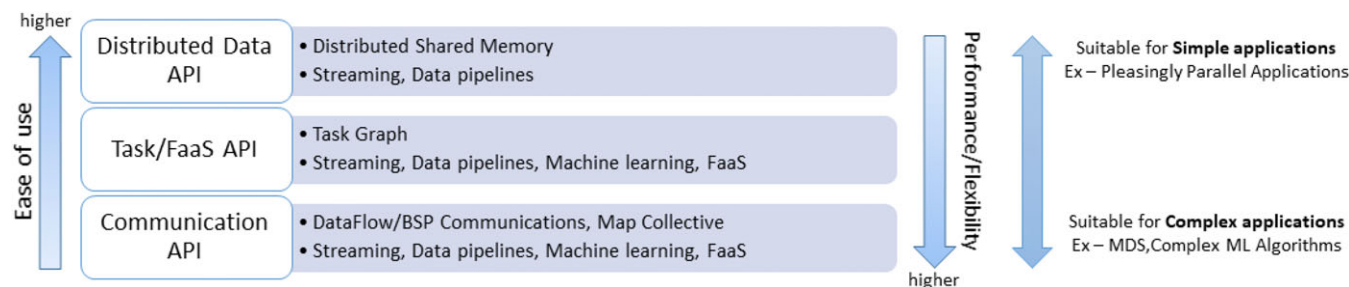 higher
Ease of use
Distributed Data
API
• Distributed Shared Memory
• Streaming, Data pipelines
Task/FaaS API
• Task Graph
• Streaming, Data pipelines, Machine learning, FaaS
Communication
API
• DataFlow/BSP Communications, Map Collective
• Streaming, Data pipelines, Machine learning, FaaS
Performance/Flexibility
higher
Suitable for Simple applications
Ex – Pleasingly Parallel Applications
Suitable for Complex applications
Ex – MDS,Complex ML Algorithms